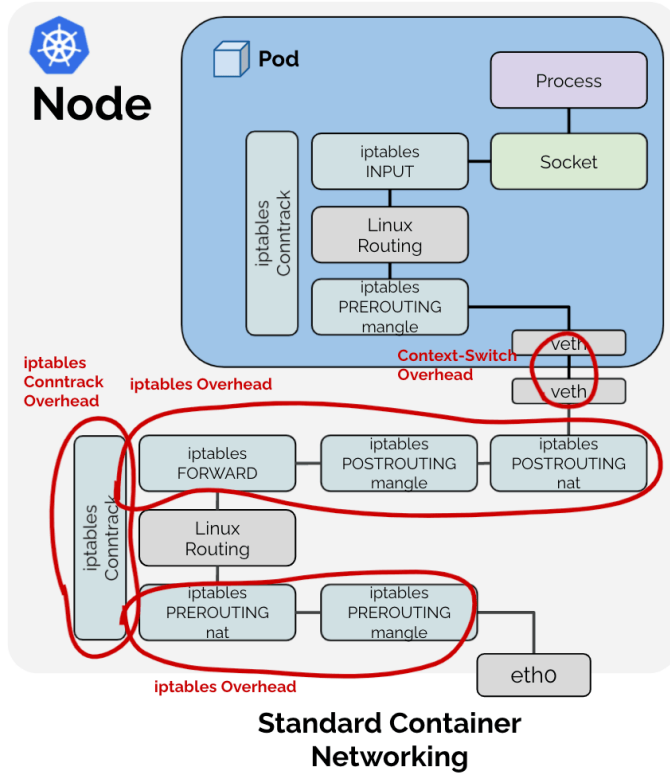 Node
Pod
Process
Socket
iptables
INPUT
iptables
Conntrack
Linux
Routing
iptables
PREROUTING
mangle
veth
Context-Switch
Overhead
veth
iptables
Conntrack
Overhead
iptables Overhead
iptables
Conntrack
iptables
FORWARD
iptables
POSTROUTING
mangle
iptables
POSTROUTING
nat
Linux
Routing
iptables
PREROUTING
nat
iptables
PREROUTING
mangle
eth0
iptables Overhead
Standard Container
Networking